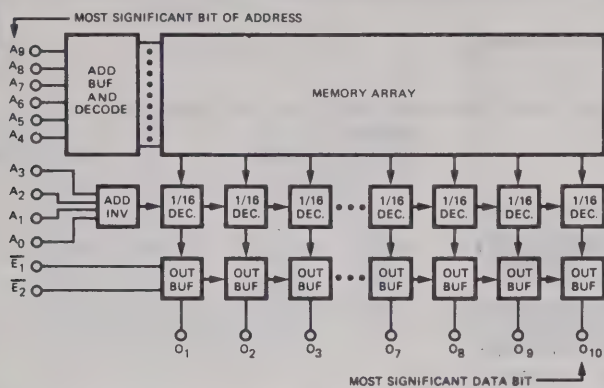 MOST SIGNIFICANT BIT OF ADDRESS
A9
A8
A7
A6
A5
A4
ADD
BUF
AND
DECODE
MEMORY ARRAY
A3
A2
A1
A0
ADD
INV
1/16
DEC.
1/16
DEC.
1/16
DEC.
1/16
DEC.
1/16
DEC.
1/16
DEC.
1/16
DEC.
E̅1
E̅2
OUT
BUF
OUT
BUF
OUT
BUF
OUT
BUF
OUT
BUF
OUT
BUF
OUT
BUF
O1
O2
O3
O7
O8
O9
O10
MOST SIGNIFICANT DATA BIT